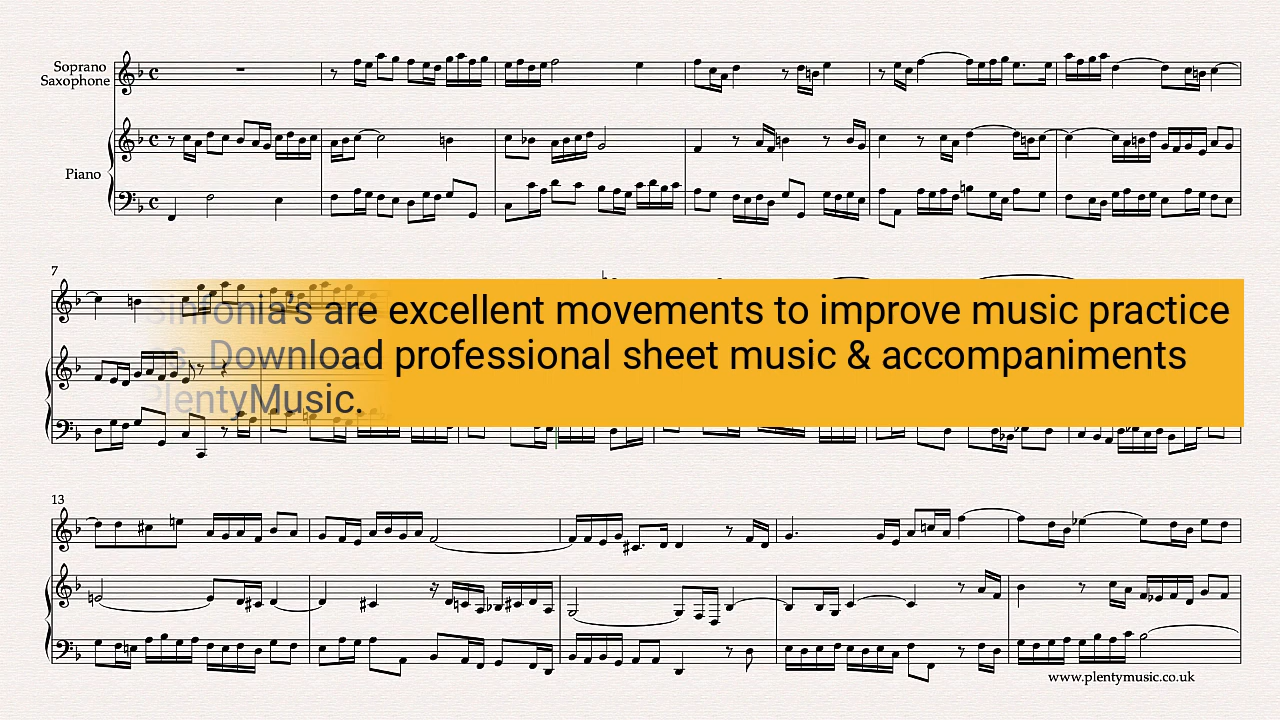 Soprano
Saxophone
Piano
7
Sinfonia's are excellent movements to improve music practice
Download professional sheet music & accompaniments
PlentyMusic.
13
www.plentymusic.co.uk